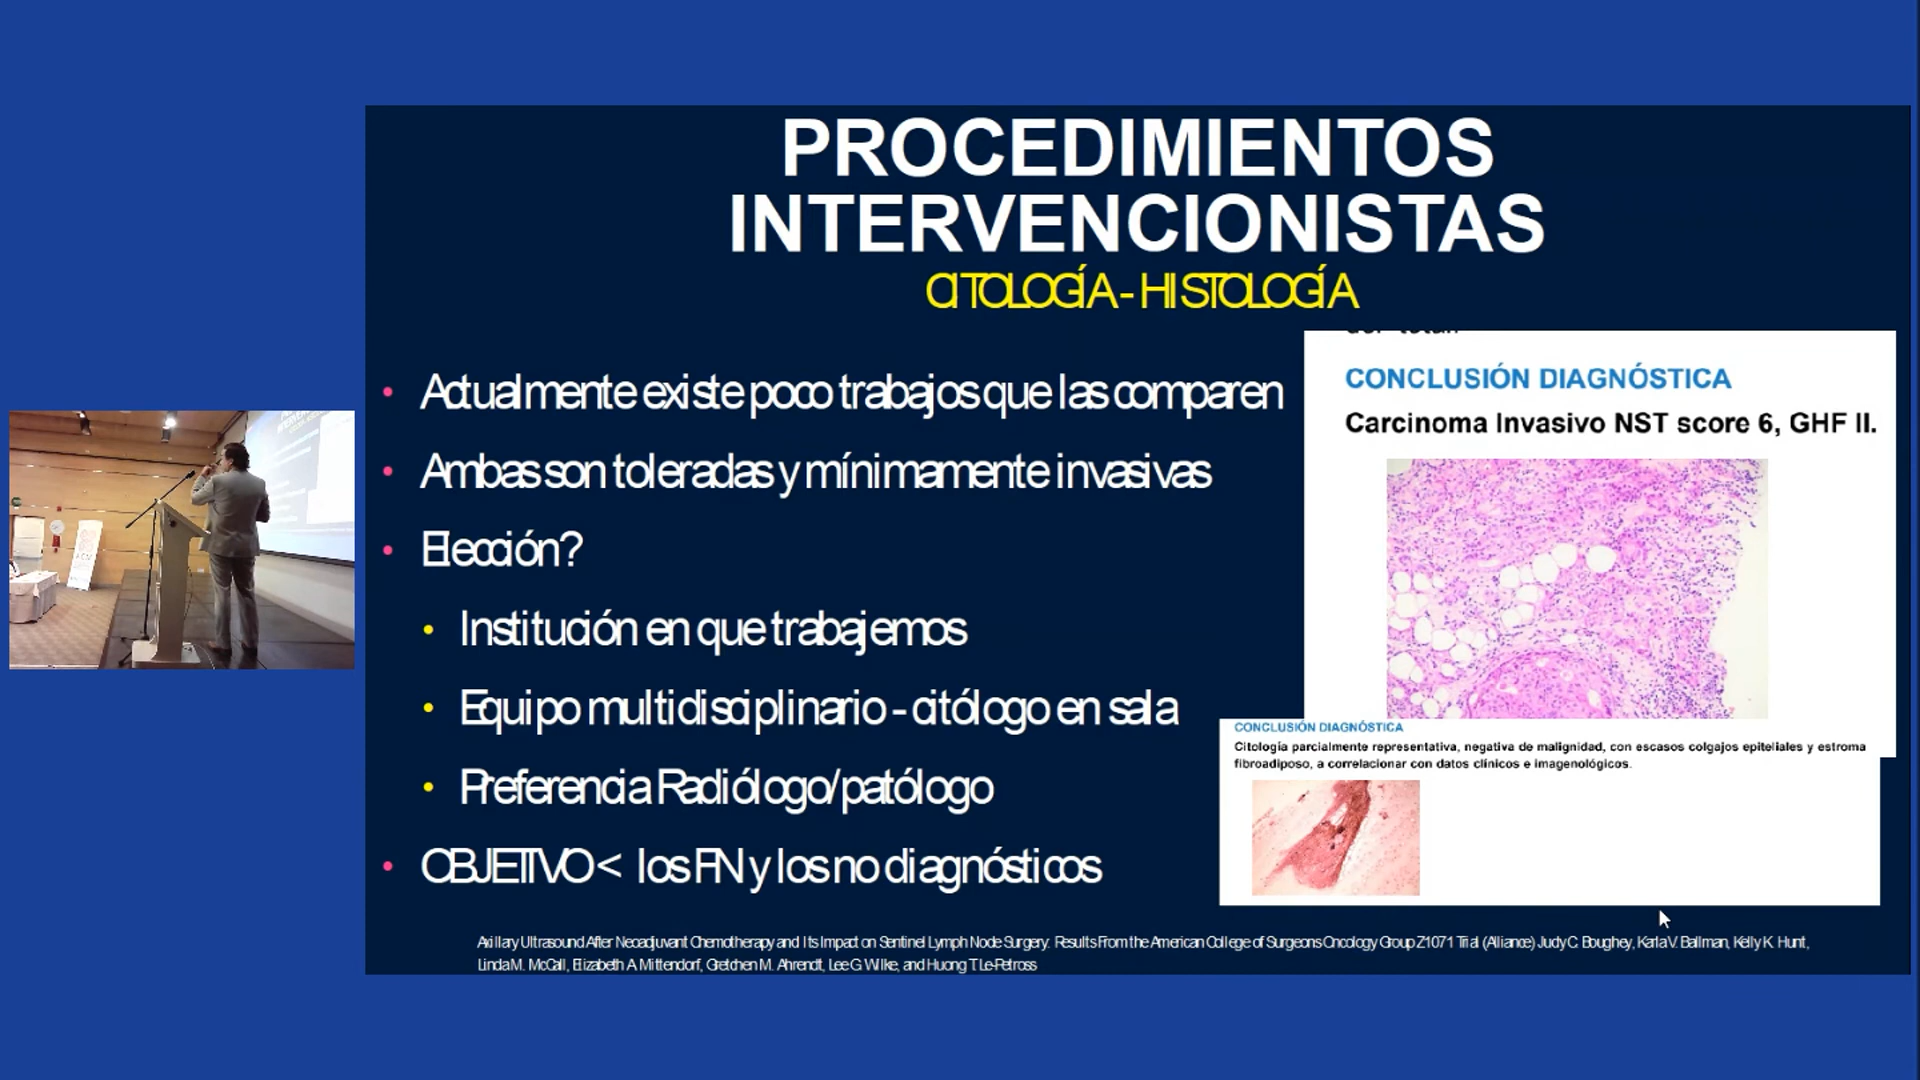 PROCEDIMIENTOS
INTERVENCIONISTAS
CITOLOGÍA - HISTOLOGÍA
• Actualmente existe poco trabajos que las comparen
• Ambas son toleradas y mínimamente invasivas
• Elección?
• Institución en que trabajemos
• Equipo multidisciplinario - citólogo en sala
• Preferencia Radiólogo/patólogo
• OBJETIVO < los FN y los no diagnósticos
CONCLUSIÓN DIAGNÓSTICA
Carcinoma Invasivo NST score 6, GHF II.
CONCLUSIÓN DIAGNÓSTICA
Citología parcialmente representativa, negativa de malignidad, con escasos colgajos epiteliales y estroma
fibroadiposo, a correlacionar con datos clínicos e imagenológicos.
Axillary Ultrasound After Neoadjuvant Chemotherapy and Its Impact on Sentinel Lymph Node Surgery: Results From the American College of Surgeons Oncology Group Z1071 Trial (Alliance) Judy C. Boughey, Karla V. Ballman, Kelly K. Hunt,
Linda M. McCall, Elizabeth A. Mittendorf, Gretchen M. Ahrendt, Lee G. Wilke, and Huong T. Le-Petross